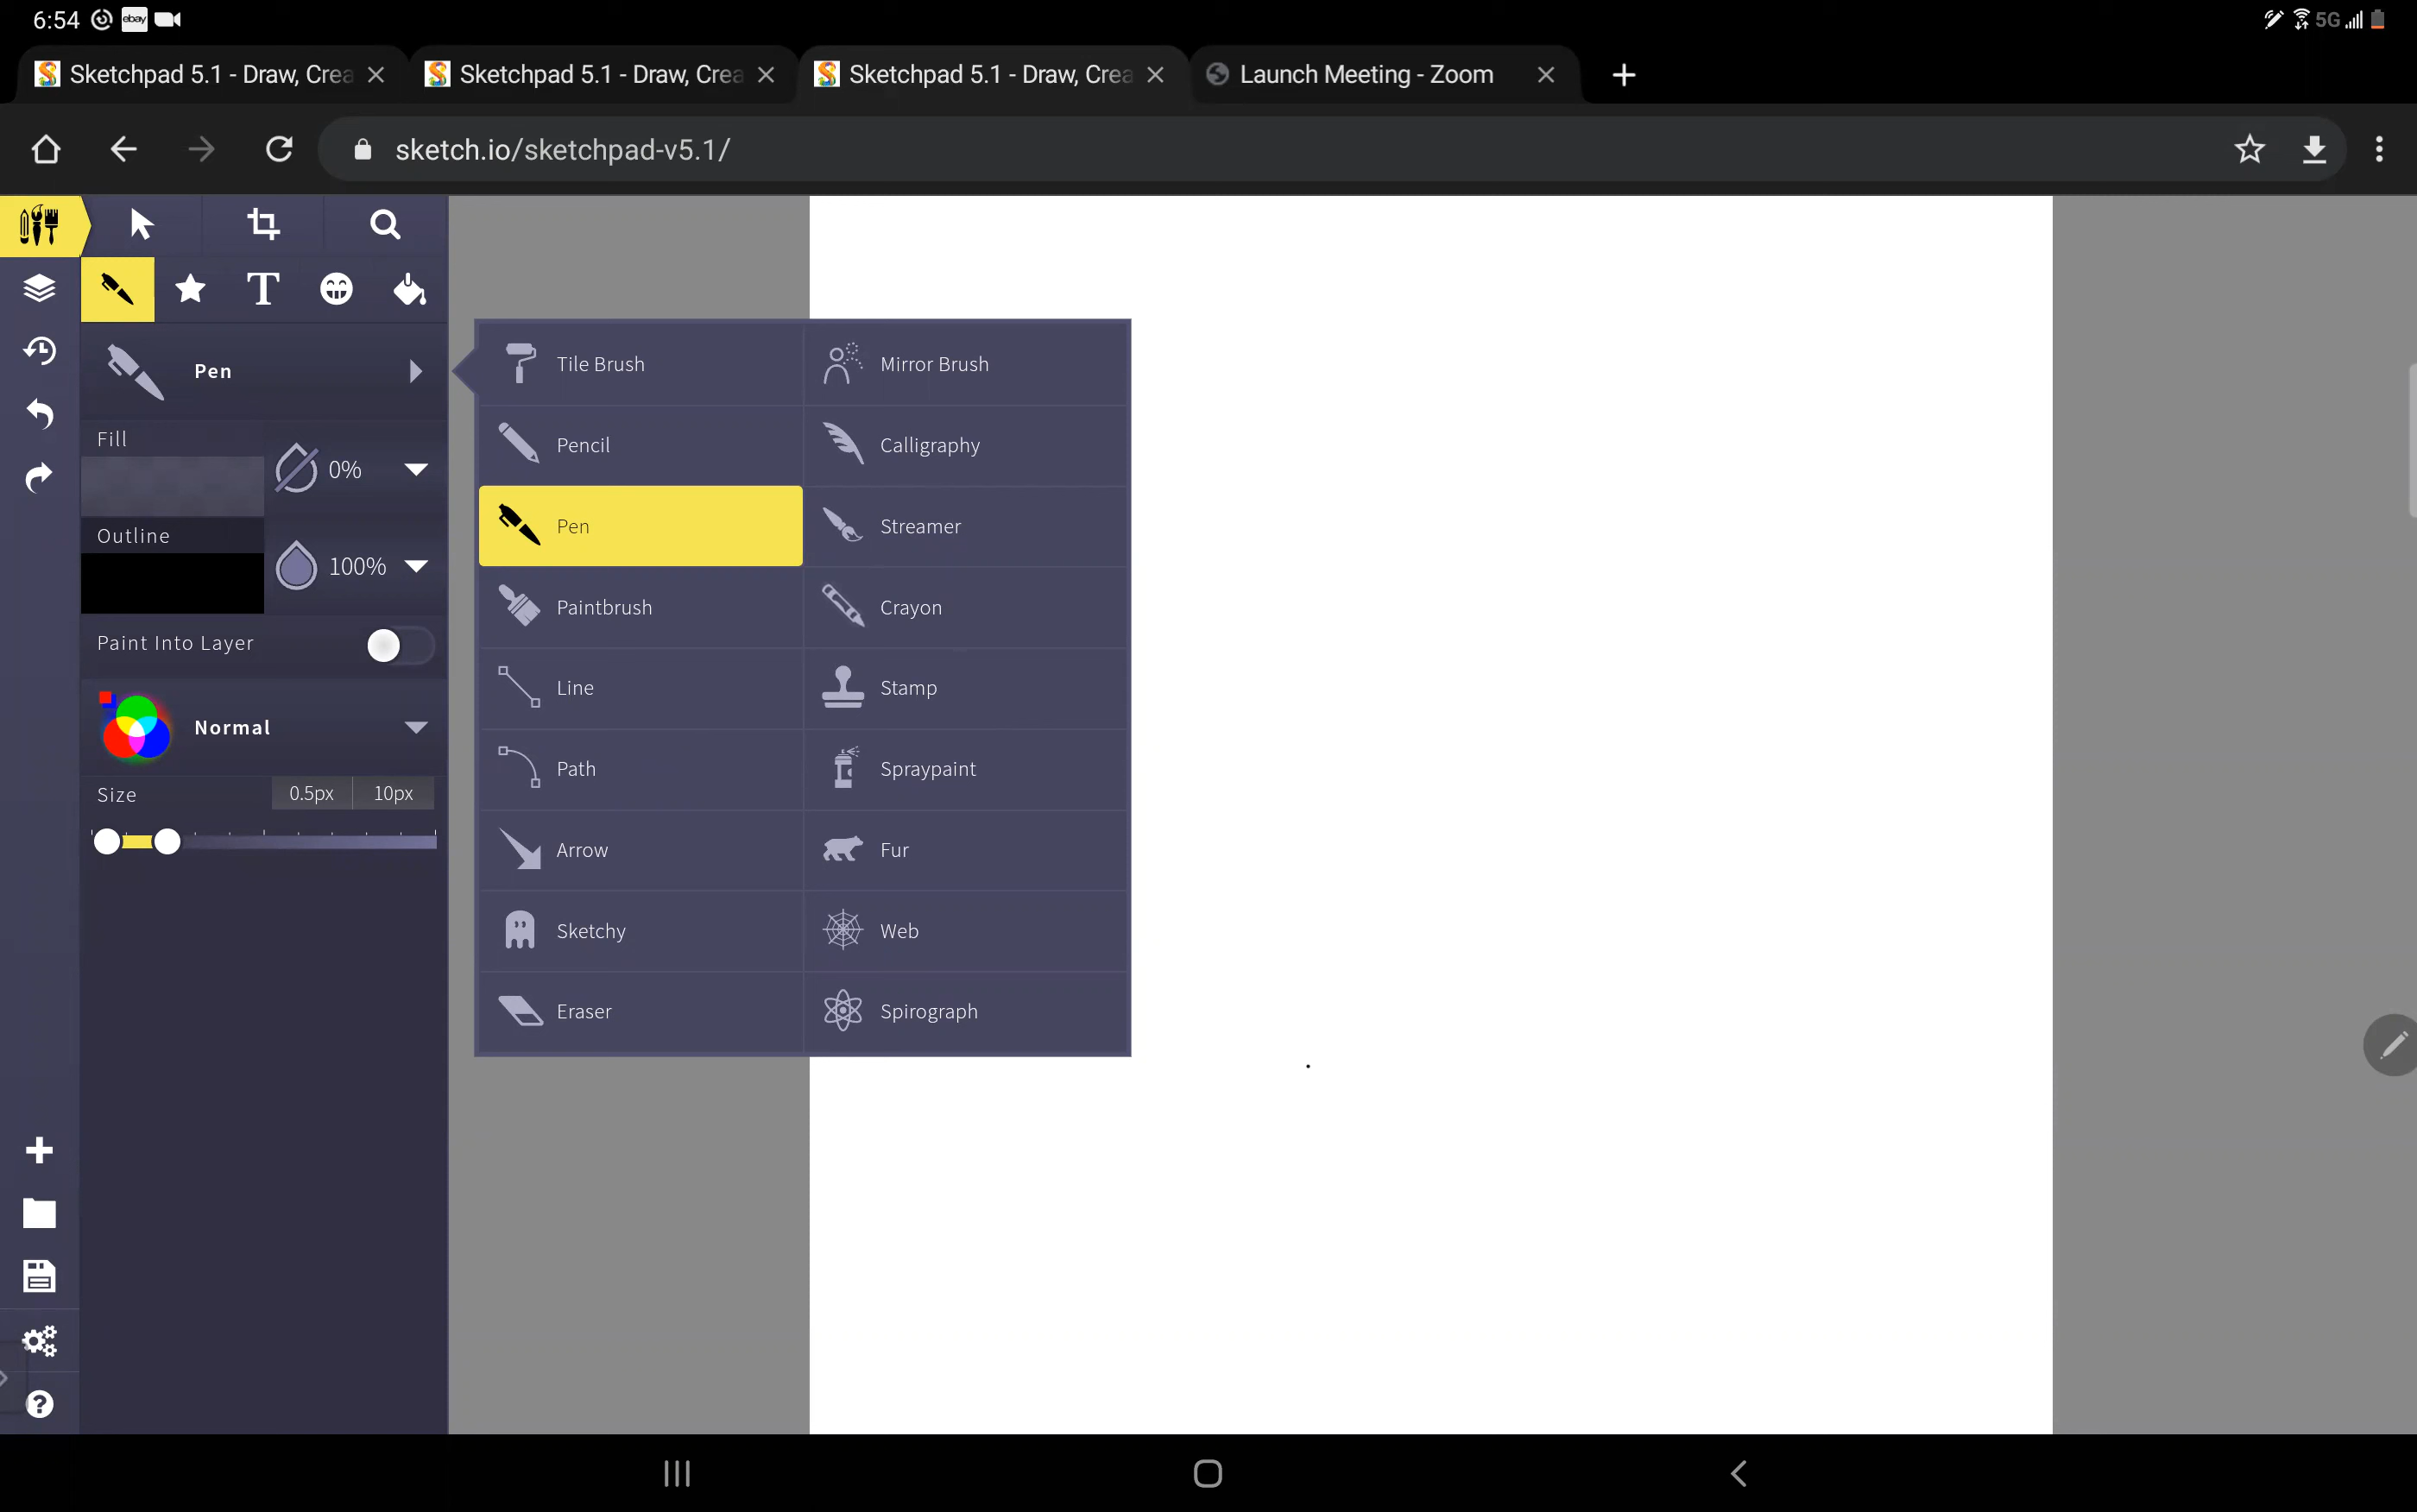 6:54 ebay 5G
Sketchpad 5.1 - Draw, Crea Sketchpad 5.1 - Draw, Crea Sketchpad 5.1 - Draw, Crea Launch Meeting - Zoom
sketch.io/sketchpad-v5.1/
T
Pen
Fill
0%
Outline
100%
Paint Into Layer
Normal
Size 0.5px 10px
Tile Brush Mirror Brush
Pencil Calligraphy
Pen Streamer
Paintbrush Crayon
Line Stamp
Path Spraypaint
Arrow Fur
Sketchy Web
Eraser Spirograph